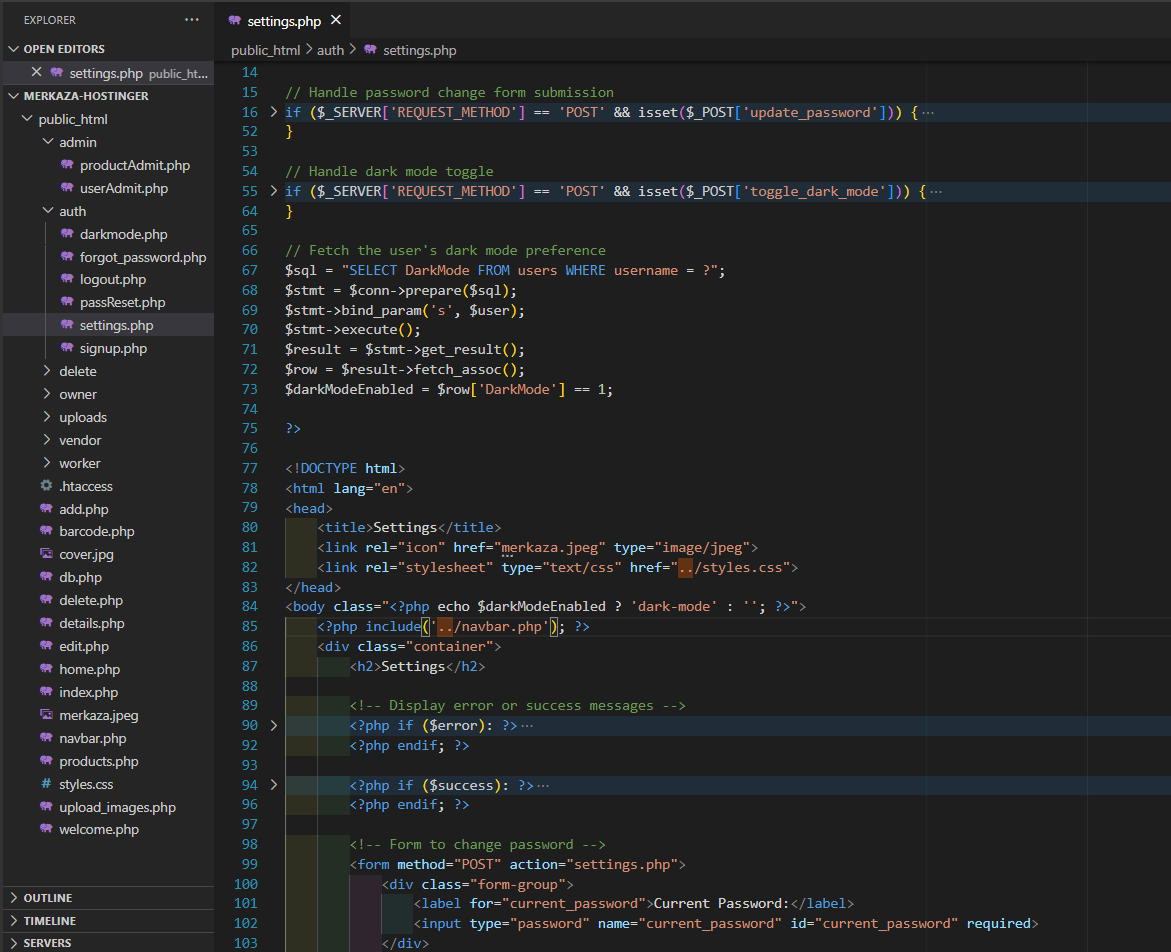 EXPLORER
OPEN EDITORS
settings.php public_ht...
MERKAZA-HOSTINGER
public_html
admin
productAdmit.php
userAdmit.php
auth
darkmode.php
forgot_password.php
logout.php
passReset.php
settings.php
signup.php
delete
owner
uploads
vendor
worker
.htaccess
add.php
barcode.php
cover.jpg
db.php
delete.php
details.php
edit.php
home.php
index.php
merkaza.jpeg
navbar.php
products.php
styles.css
upload_images.php
welcome.php
OUTLINE
TIMELINE
SERVERS
settings.php
public_html > auth > settings.php
14
15 // Handle password change form submission
16 if ($_SERVER['REQUEST_METHOD'] == 'POST' && isset($_POST['update_password'])) { ···
52 }
53
54 // Handle dark mode toggle
55 if ($_SERVER['REQUEST_METHOD'] == 'POST' && isset($_POST['toggle_dark_mode'])) { ···
64 }
65
66 // Fetch the user's dark mode preference
67 $sql = "SELECT DarkMode FROM users WHERE username = ?";
68 $stmt = $conn->prepare($sql);
69 $stmt->bind_param('s', $user);
70 $stmt->execute();
71 $result = $stmt->get_result();
72 $row = $result->fetch_assoc();
73 $darkModeEnabled = $row['DarkMode'] == 1;
74
75 ?>
76
77 <!DOCTYPE html>
78 <html lang="en">
79 <head>
80 <title>Settings</title>
81 <link rel="icon" href="merkaza.jpeg" type="image/jpeg">
82 <link rel="stylesheet" type="text/css" href="../styles.css">
83 </head>
84 <body class="<?php echo $darkModeEnabled ? 'dark-mode' : ''; ?>">
85 <?php include('../navbar.php'); ?>
86 <div class="container">
87 <h2>Settings</h2>
88
89 <!-- Display error or success messages -->
90 <?php if ($error): ?> ···
92 <?php endif; ?>
93
94 <?php if ($success): ?> ···
96 <?php endif; ?>
97
98 <!-- Form to change password -->
99 <form method="POST" action="settings.php">
100 <div class="form-group">
101 <label for="current_password">Current Password:</label>
102 <input type="password" name="current_password" id="current_password" required>
103 </div>